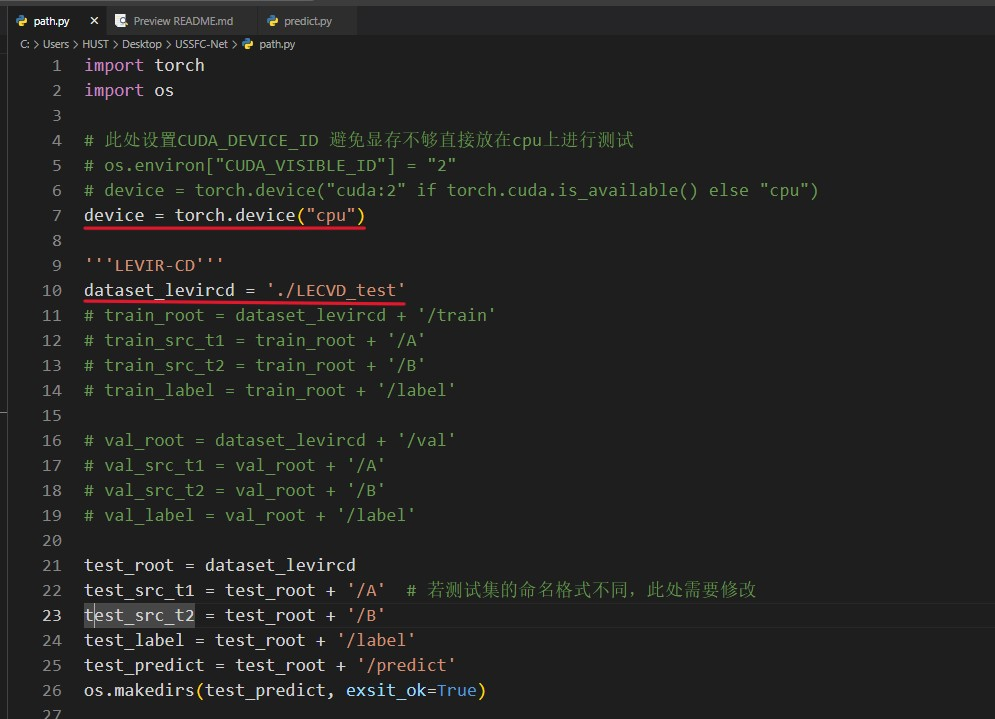 path.py Preview README.md predict.py
C: > Users > HUST > Desktop > USSFC-Net > path.py
1 import torch
2 import os
3
4 # 此处设置CUDA_DEVICE_ID 避免显存不够直接放在cpu上进行测试
5 # os.environ["CUDA_VISIBLE_ID"] = "2"
6 # device = torch.device("cuda:2" if torch.cuda.is_available() else "cpu")
7 device = torch.device("cpu")
8
9 '''LEVIR-CD'''
10 dataset_levircd = './LECVD_test'
11 # train_root = dataset_levircd + '/train'
12 # train_src_t1 = train_root + '/A'
13 # train_src_t2 = train_root + '/B'
14 # train_label = train_root + '/label'
15
16 # val_root = dataset_levircd + '/val'
17 # val_src_t1 = val_root + '/A'
18 # val_src_t2 = val_root + '/B'
19 # val_label = val_root + '/label'
20
21 test_root = dataset_levircd
22 test_src_t1 = test_root + '/A' # 若测试集的命名格式不同，此处需要修改
23 test_src_t2 = test_root + '/B'
24 test_label = test_root + '/label'
25 test_predict = test_root + '/predict'
26 os.makedirs(test_predict, exsit_ok=True)
27